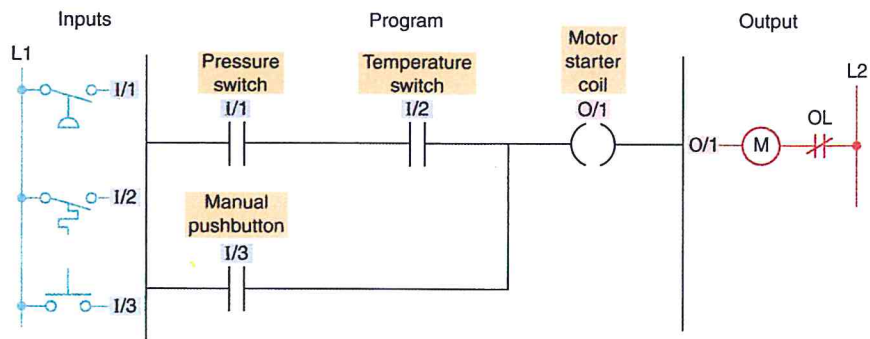 Inputs
Program
Output
L1
Pressure
switch
I/1
Temperature
switch
I/2
Motor
starter
coil
O/1
L2
I/1
O/1
M
OL
I/2
Manual
pushbutton
I/3
I/3